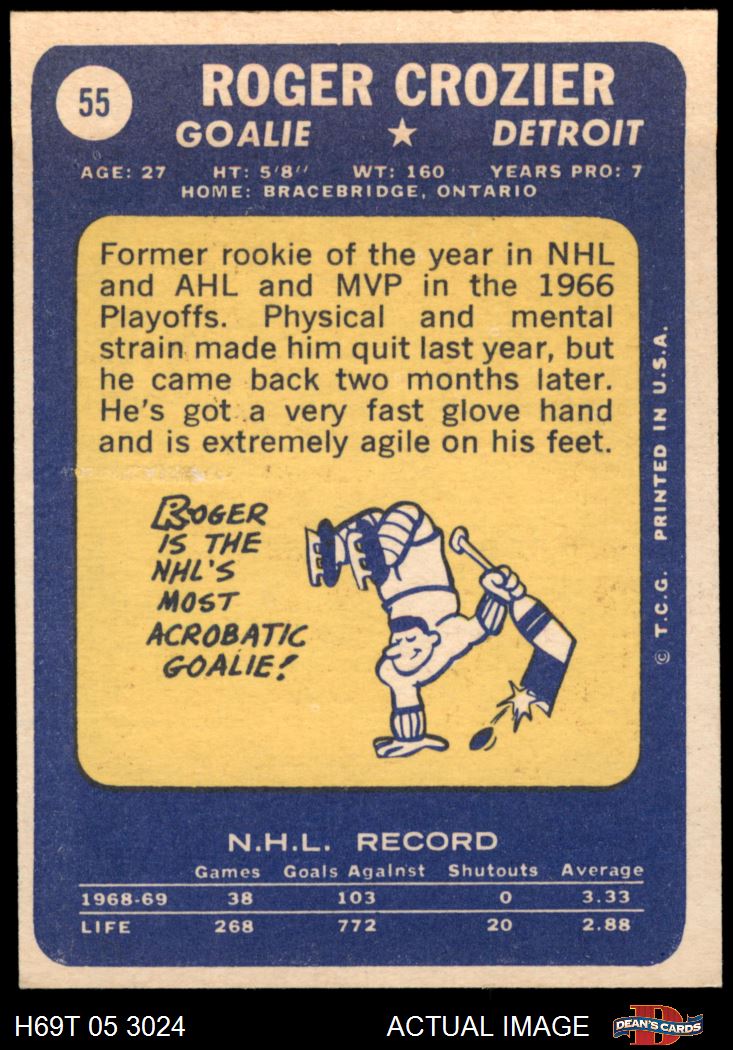 55
ROGER CROZIER
GOALIE ★ DETROIT
AGE: 27 HT: 5'8" WT: 160 YEARS PRO: 7
HOME: BRACEBRIDGE, ONTARIO
Former rookie of the year in NHL
and AHL and MVP in the 1966
Playoffs. Physical and mental
strain made him quit last year, but
he came back two months later.
He's got a very fast glove hand
and is extremely agile on his feet.
ROGER
IS THE
NHL'S
MOST
ACROBATIC
GOALIE!
© T.C.G. PRINTED IN U.S.A.
N.H.L. RECORD
Games Goals Against Shutouts Average
1968-69 38 103 0 3.33
LIFE 268 772 20 2.88
H69T 05 3024
ACTUAL IMAGE
D
DEAN'S CARDS